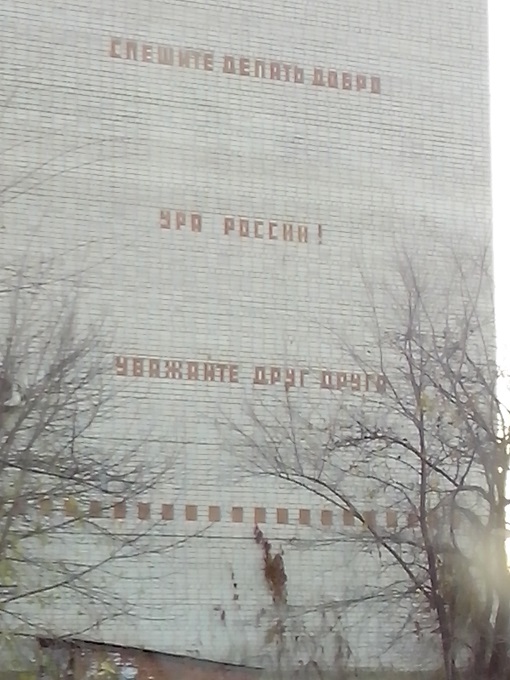 СПЕШИТЕ ДЕЛАТЬ ДОБРО
УРА РОССИИ!
УВАЖАЙТЕ ДРУГ ДРУГА